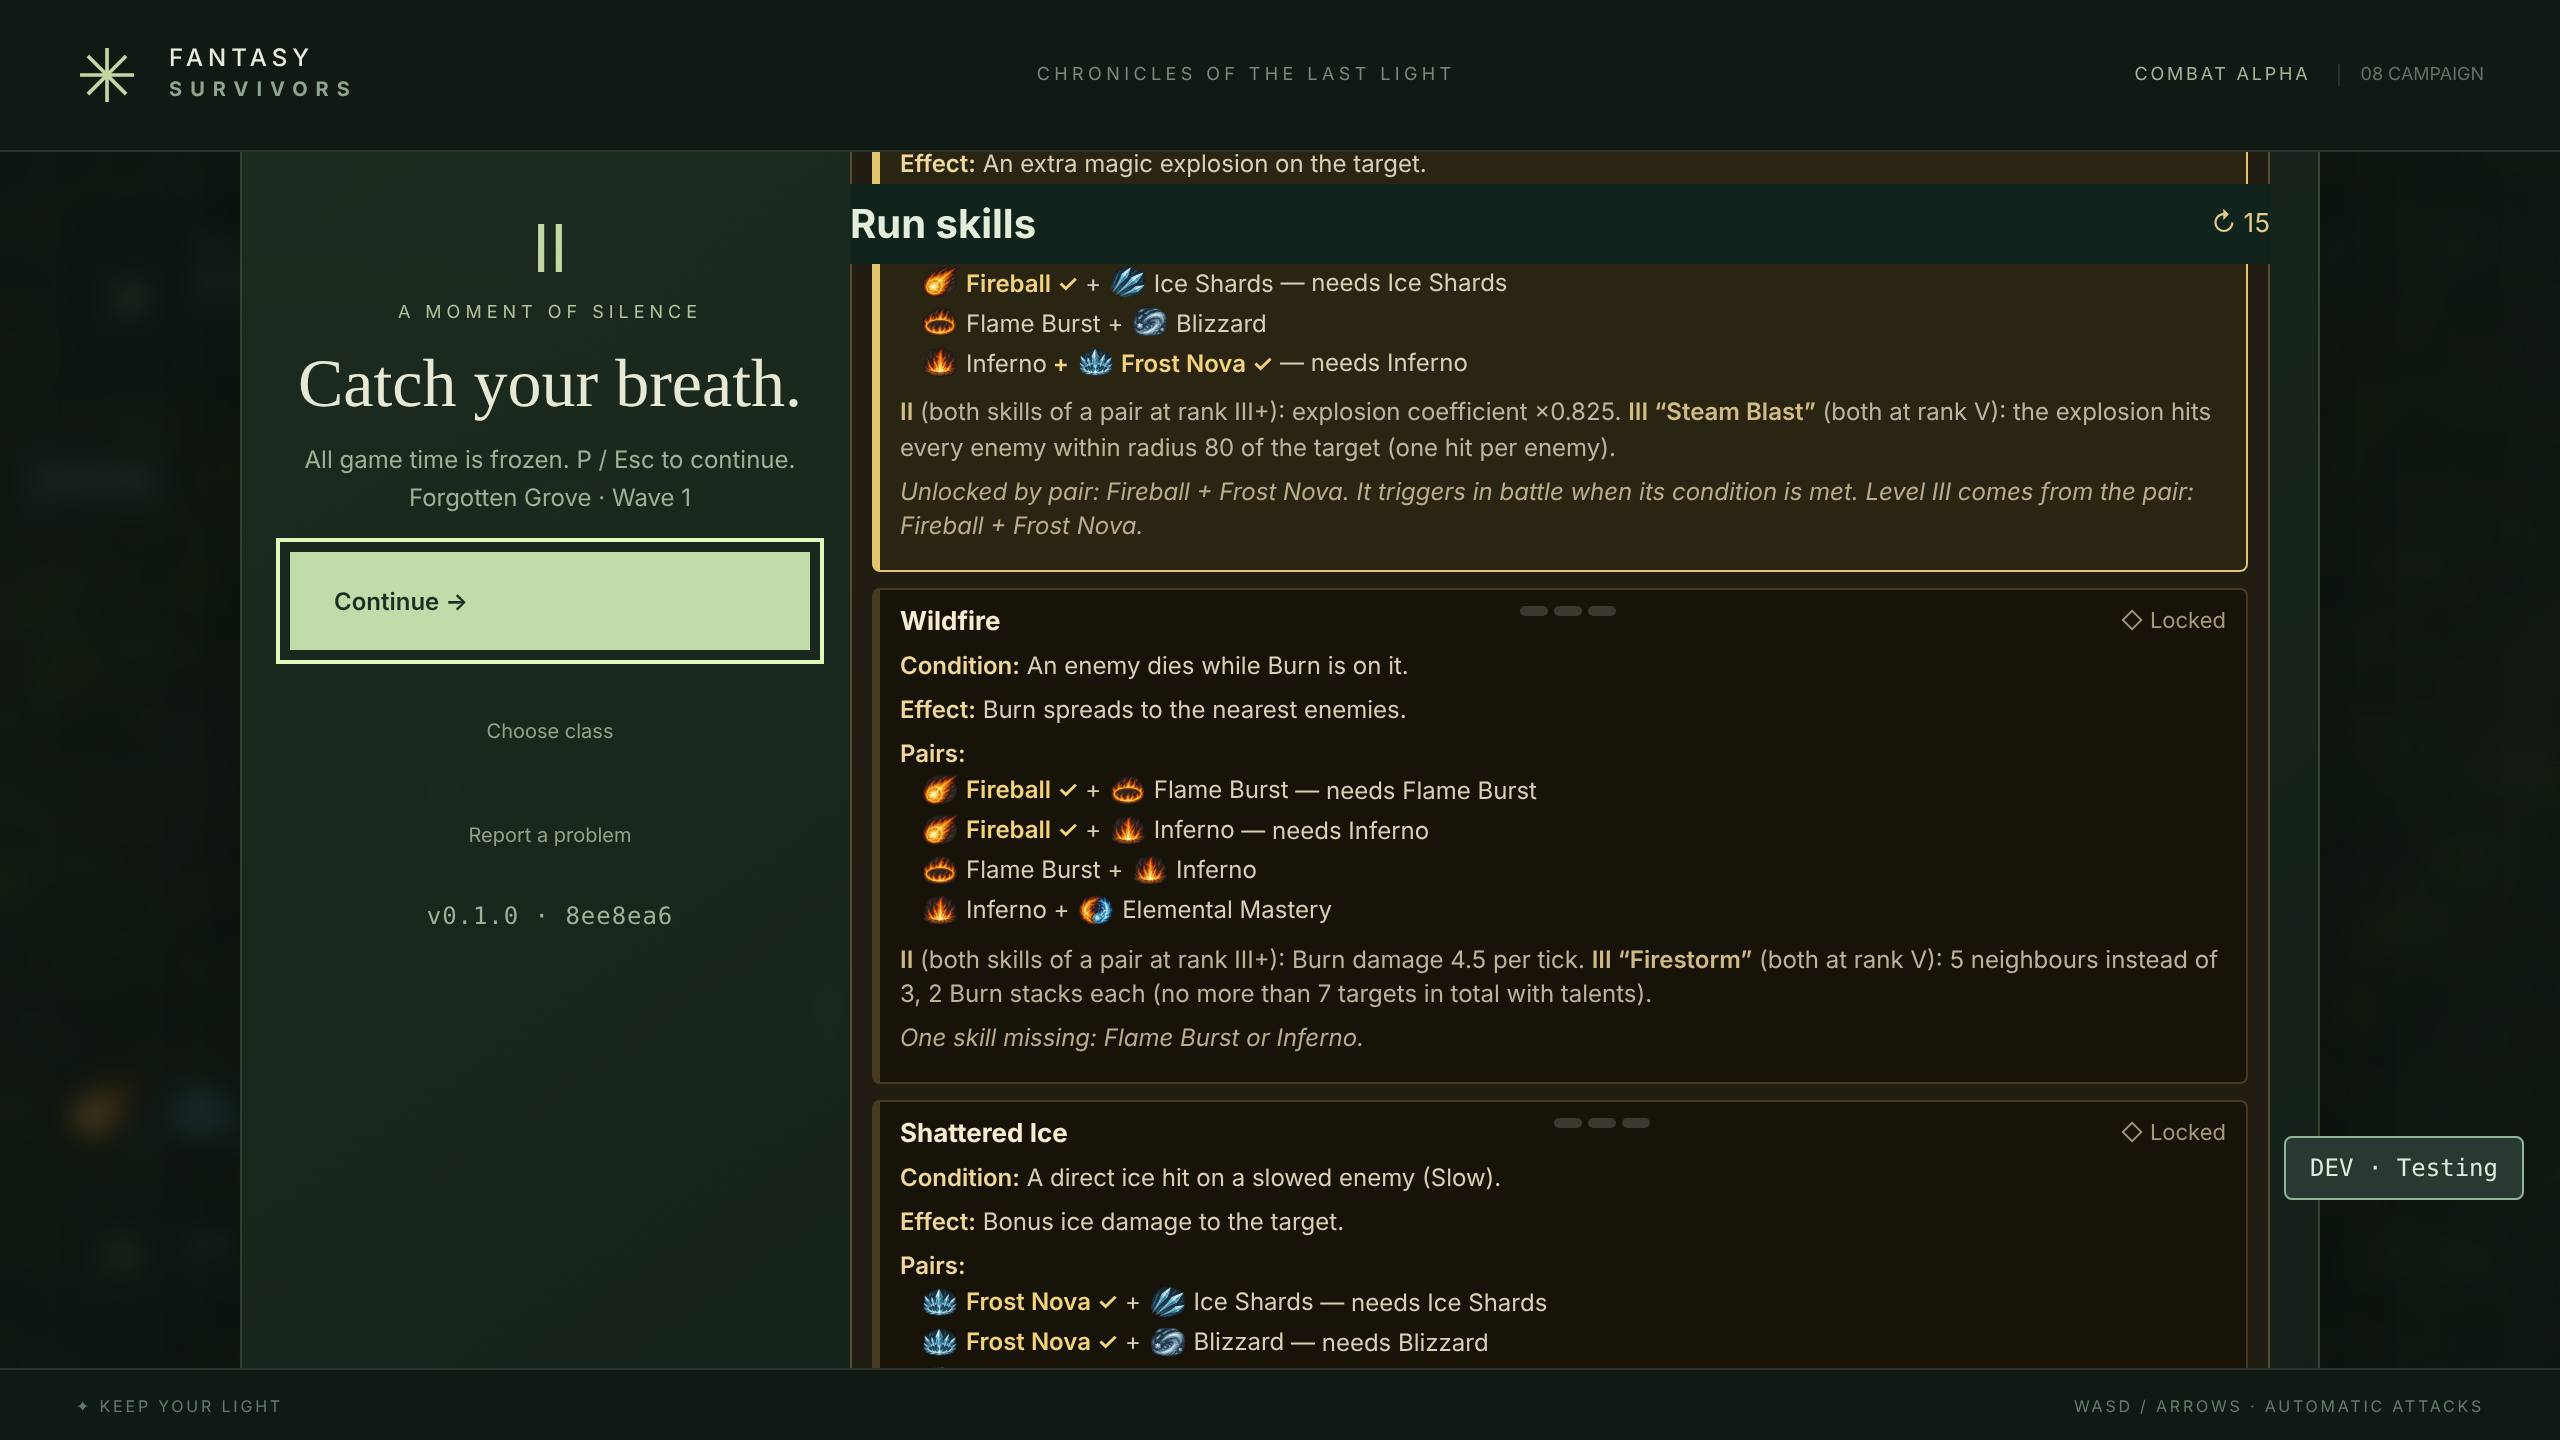 FANTASY
SURVIVORS
CHRONICLES OF THE LAST LIGHT
COMBAT ALPHA
08 CAMPAIGN
A MOMENT OF SILENCE
Catch your breath.
All game time is frozen. P / Esc to continue.
Forgotten Grove · Wave 1
Continue →
Choose class
Report a problem
v0.1.0 · 8ee8ea6
Effect: An extra magic explosion on the target.
Run skills
↻ 15
Fireball ✓ + Ice Shards — needs Ice Shards
Flame Burst + Blizzard
Inferno + Frost Nova ✓ — needs Inferno
II (both skills of a pair at rank III+): explosion coefficient ×0.825. III “Steam Blast” (both at rank V): the explosion hits
every enemy within radius 80 of the target (one hit per enemy).
Unlocked by pair: Fireball + Frost Nova. It triggers in battle when its condition is met. Level III comes from the pair:
Fireball + Frost Nova.
Wildfire
◇ Locked
Condition: An enemy dies while Burn is on it.
Effect: Burn spreads to the nearest enemies.
Pairs:
Fireball ✓ + Flame Burst — needs Flame Burst
Fireball ✓ + Inferno — needs Inferno
Flame Burst + Inferno
Inferno + Elemental Mastery
II (both skills of a pair at rank III+): Burn damage 4.5 per tick. III “Firestorm” (both at rank V): 5 neighbours instead of
3, 2 Burn stacks each (no more than 7 targets in total with talents).
One skill missing: Flame Burst or Inferno.
Shattered Ice
◇ Locked
Condition: A direct ice hit on a slowed enemy (Slow).
Effect: Bonus ice damage to the target.
Pairs:
Frost Nova ✓ + Ice Shards — needs Ice Shards
Frost Nova ✓ + Blizzard — needs Blizzard
DEV · Testing
✦ KEEP YOUR LIGHT
WASD / ARROWS · AUTOMATIC ATTACKS